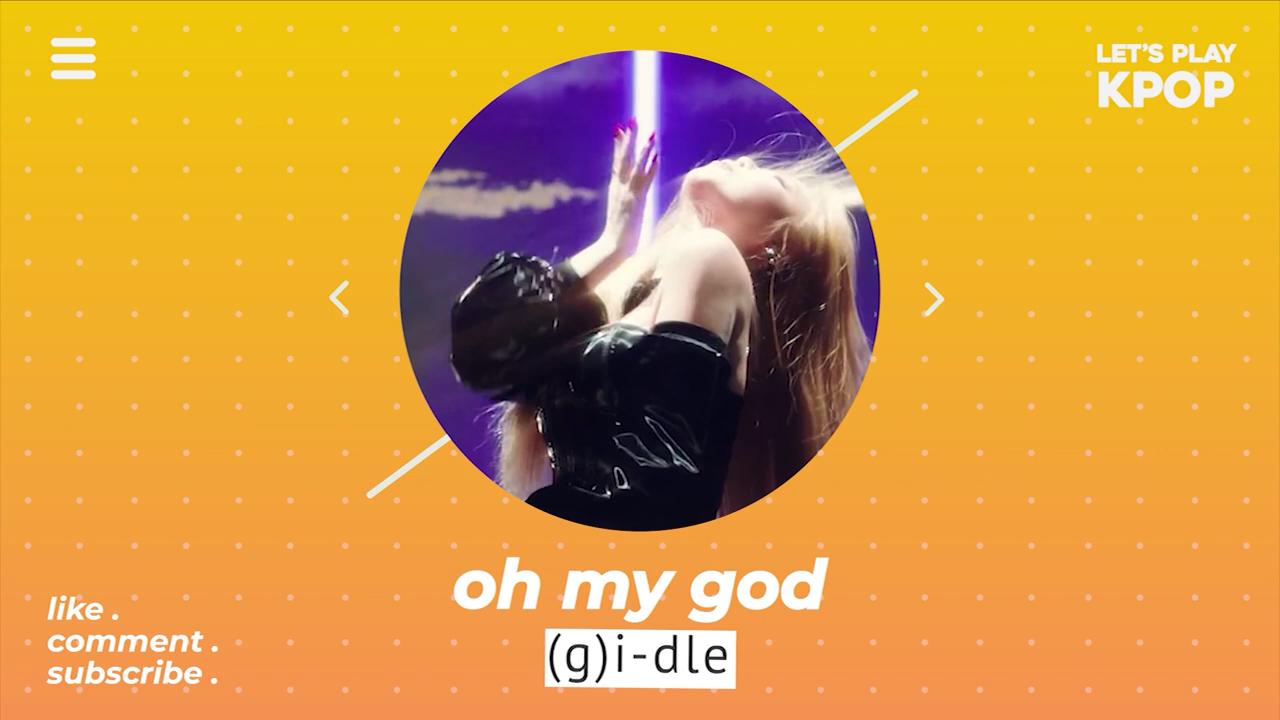 LET'S PLAY
KPOP
oh my god
(g)i-dle
like .
comment .
subscribe .